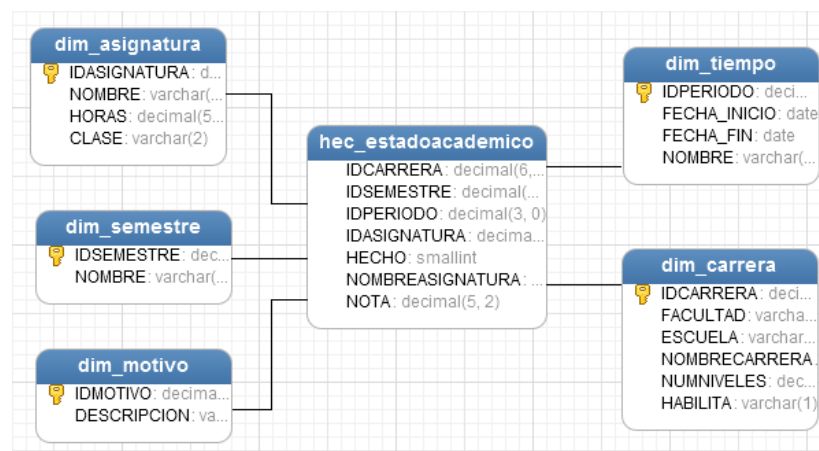 dim_asignatura
IDASIGNATURA: d...
NOMBRE: varchar(...
HORAS: decimal(5...
CLASE: varchar(2)
dim_semestre
IDSEMESTRE: dec...
NOMBRE: varchar(...
dim_motivo
IDMOTIVO: decima...
DESCRIPCION: va...
hec_estadoacademico
IDCARRERA: decimal(6,...
IDSEMESTRE: decimal(...
IDPERIODO: decimal(3, 0)
IDASIGNATURA: decima...
HECHO: smallint
NOMBREASIGNATURA: ...
NOTA: decimal(5, 2)
dim_tiempo
IDPERIODO: deci...
FECHA_INICIO: date
FECHA_FIN: date
NOMBRE: varchar(...
dim_carrera
IDCARRERA: deci...
FACULTAD: varcha...
ESCUELA: varchar...
NOMBRECARRERA...
NUMNIVELES: dec...
HABILITA: varchar(1)